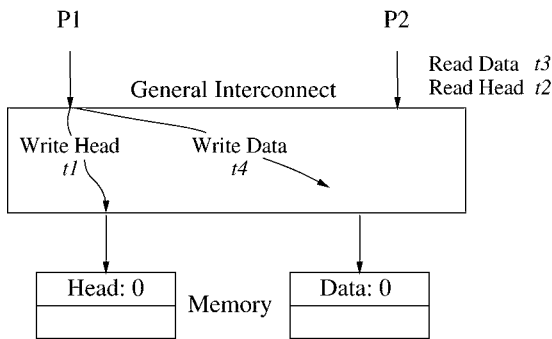 P1
P2
Read Data t3
Read Head t2
General Interconnect
Write Head
t1
Write Data
t4
Head: 0
Memory
Data: 0